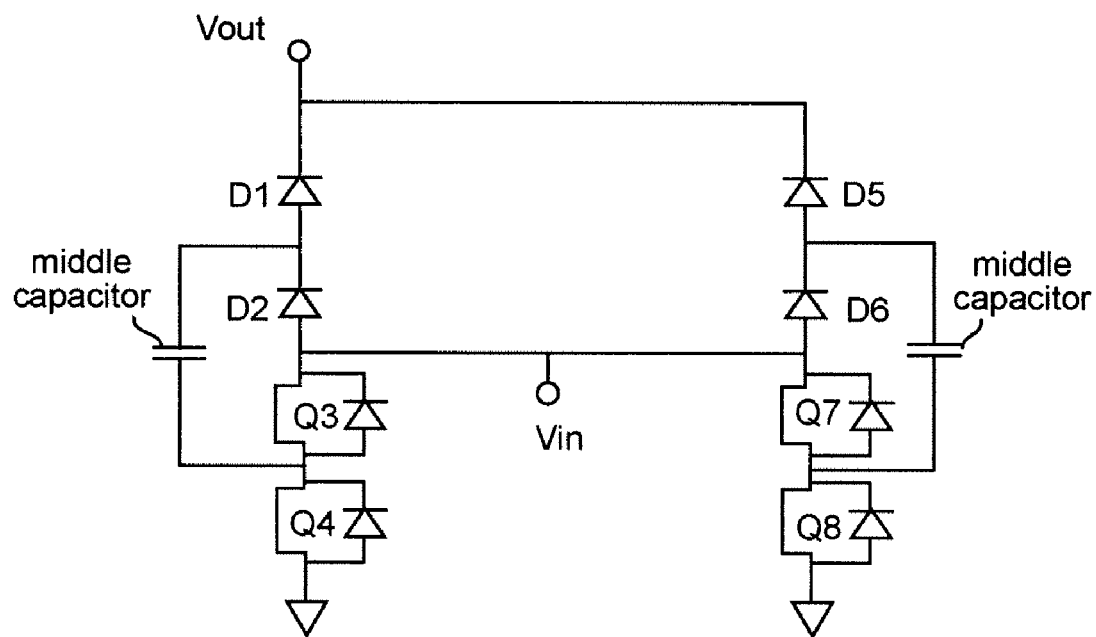 Vout
D1
D5
middle
capacitor
middle
capacitor
D2
D6
Q3
Vin
Q7
Q4
Q8